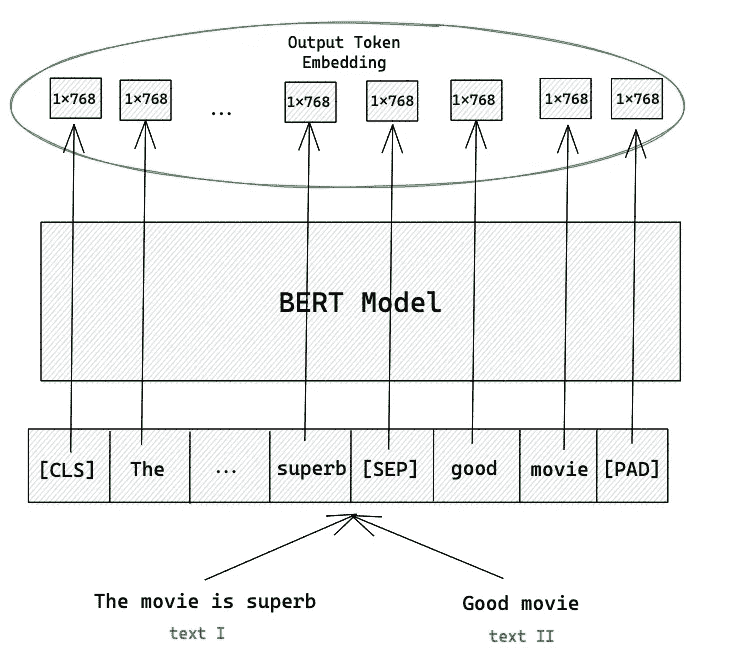 Output Token
Embedding
1×768 1×768 ... 1×768 1×768 1×768 1×768 1×768
BERT Model
[CLS] The ... superb [SEP] good movie [PAD]
The movie is superb Good movie
text I text II